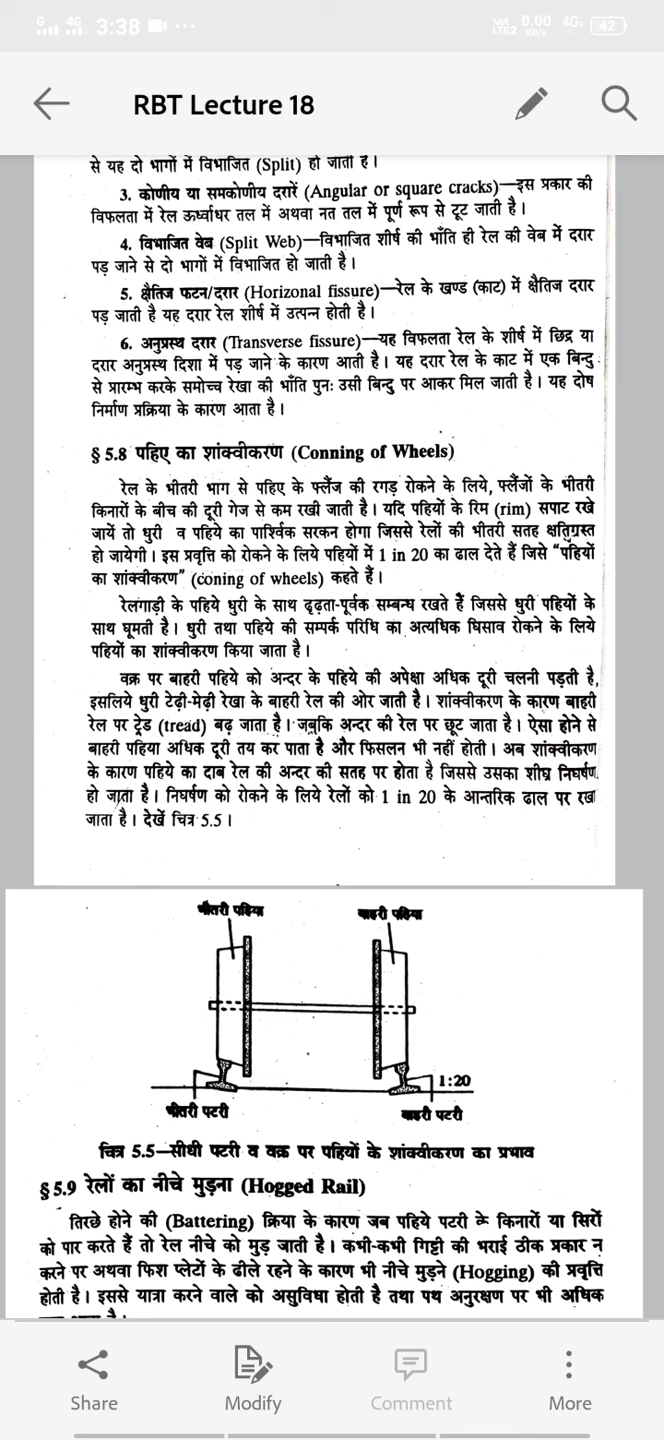 G 4G 3:38 ... Vo) LTE2 0.00 KB/s 4G 42
RBT Lecture 18
से यह दो भागों में विभाजित (Split) हो जाती है।
3. कोणीय या समकोणीय दरारें (Angular or square cracks)—इस प्रकार की
विफलता में रेल ऊर्ध्वाधर तल में अथवा नत तल में पूर्ण रूप से टूट जाती है।
4. विभाजित वेब (Split Web)—विभाजित शीर्ष की भाँति ही रेल की वेब में दरार
पड़ जाने से दो भागों में विभाजित हो जाती है।
5. क्षैतिज फटन/दरार (Horizonal fissure)—रेल के खण्ड (काट) में क्षैतिज दरार
पड़ जाती है यह दरार रेल शीर्ष में उत्पन्न होती है।
6. अनुप्रस्थ दरार (Transverse fissure)—यह विफलता रेल के शीर्ष में छिद्र या
दरार अनुप्रस्थ दिशा में पड़ जाने के कारण आती है। यह दरार रेल के काट में एक बिन्दु
से प्रारम्भ करके समोच्च रेखा की भाँति पुनः उसी बिन्दु पर आकर मिल जाती है। यह दोष
निर्माण प्रक्रिया के कारण आता है।
§ 5.8 पहिए का शांक्वीकरण (Conning of Wheels)
रेल के भीतरी भाग से पहिए के फ्लैंज की रगड़ रोकने के लिये, फ्लैंजों के भीतरी
किनारों के बीच की दूरी गेज से कम रखी जाती है। यदि पहियों के रिम (rim) सपाट रखे
जायें तो धुरी व पहिये का पार्श्विक सरकन होगा जिससे रेलों की भीतरी सतह क्षतिग्रस्त
हो जायेगी। इस प्रवृत्ति को रोकने के लिये पहियों में 1 in 20 का ढाल देते हैं जिसे “पहियों
का शांक्वीकरण” (coning of wheels) कहते हैं।
रेलगाड़ी के पहिये धुरी के साथ दृढ़ता-पूर्वक सम्बन्ध रखते हैं जिससे धुरी पहियों के
साथ घूमती है। धुरी तथा पहिये की सम्पर्क परिधि का अत्यधिक घिसाव रोकने के लिये
पहियों का शांक्वीकरण किया जाता है।
वक्र पर बाहरी पहिये को अन्दर के पहिये की अपेक्षा अधिक दूरी चलनी पड़ती है,
इसलिये धुरी टेढ़ी-मेढ़ी रेखा के बाहरी रेल की ओर जाती है। शांक्वीकरण के कारण बाहरी
रेल पर ट्रेड (tread) बढ़ जाता है। जबकि अन्दर की रेल पर छूट जाता है। ऐसा होने से
बाहरी पहिया अधिक दूरी तय कर पाता है और फिसलन भी नहीं होती। अब शांक्वीकरण
के कारण पहिये का दाब रेल की अन्दर की सतह पर होता है जिससे उसका शीघ्र निघर्षण
हो जाता है। निघर्षण को रोकने के लिये रेलों को 1 in 20 के आन्तरिक ढाल पर रखा
जाता है। देखें चित्र 5.5।
भीतरी पहिया बाहरी पहिया
1:20
भीतरी पटरी बाहरी पटरी
चित्र 5.5—सीधी पटरी व वक्र पर पहियों के शांक्वीकरण का प्रभाव
§ 5.9 रेलों का नीचे मुड़ना (Hogged Rail)
तिरछे होने की (Battering) क्रिया के कारण जब पहिये पटरी के किनारों या सिरों
को पार करते हैं तो रेल नीचे को मुड़ जाती है। कभी-कभी गिट्टी की भराई ठीक प्रकार न
करने पर अथवा फिश प्लेटों के ढीले रहने के कारण भी नीचे मुड़ने (Hogging) की प्रवृत्ति
होती है। इससे यात्रा करने वाले को असुविधा होती है तथा पथ अनुरक्षण पर भी अधिक
Share Modify Comment More